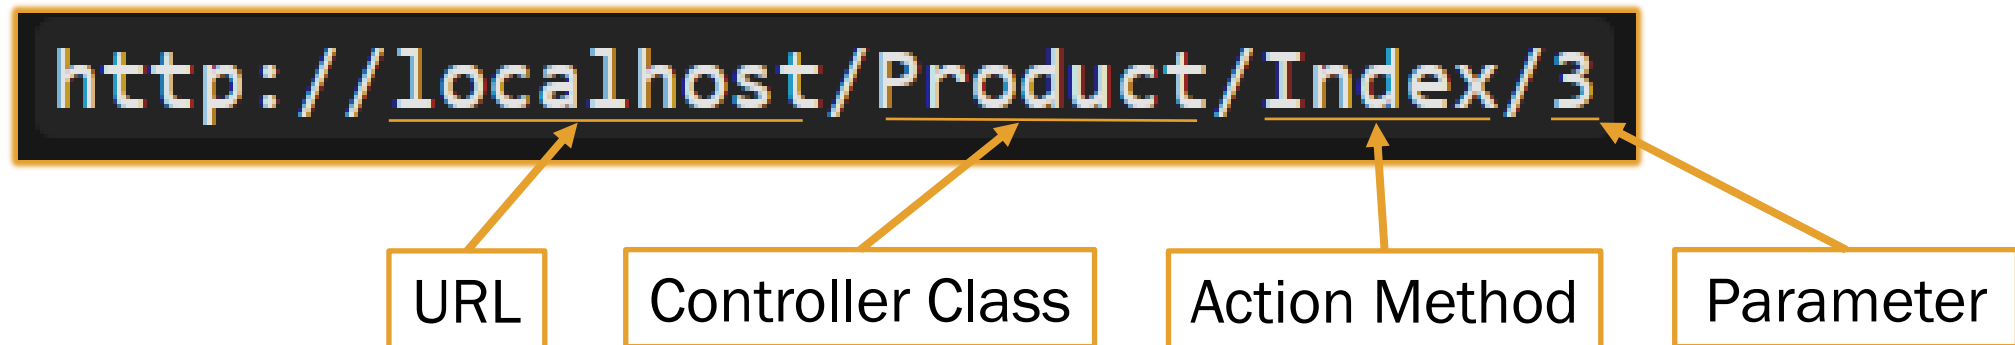 http://localhost/Product/Index/3
URL
Controller Class
Action Method
Parameter